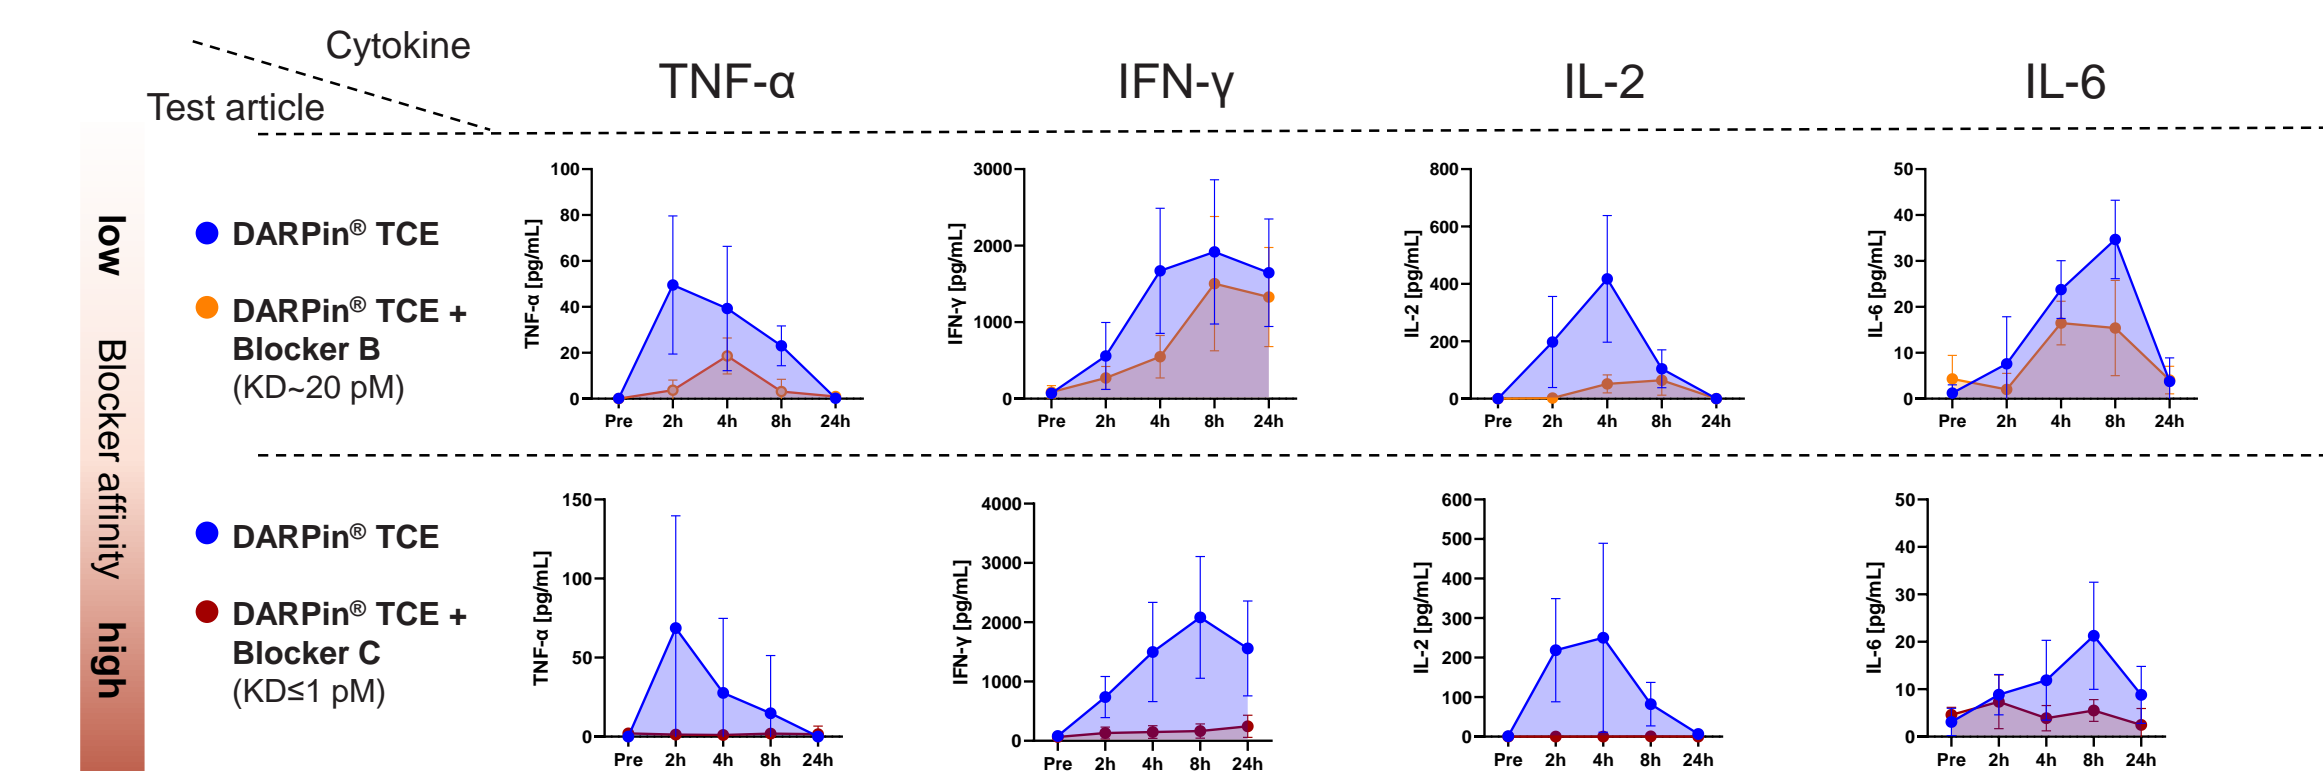 Cytokine
Test article
TNF-α
IFN-γ
IL-2
IL-6
low
Blocker affinity
high
DARPin® TCE
DARPin® TCE +
Blocker B
(KD~20 pM)
TNF-α [pg/mL]
100
80
60
40
20
0
Pre 2h 4h 8h 24h
IFN-γ [pg/mL]
3000
2000
1000
0
Pre 2h 4h 8h 24h
IL-2 [pg/mL]
800
600
400
200
0
Pre 2h 4h 8h 24h
IL-6 [pg/mL]
50
40
30
20
10
0
Pre 2h 4h 8h 24h
DARPin® TCE
DARPin® TCE +
Blocker C
(KD≤1 pM)
TNF-α [pg/mL]
150
100
50
0
Pre 2h 4h 8h 24h
IFN-γ [pg/mL]
4000
3000
2000
1000
0
Pre 2h 4h 8h 24h
IL-2 [pg/mL]
600
500
400
300
200
100
0
Pre 2h 4h 8h 24h
IL-6 [pg/mL]
50
40
30
20
10
0
Pre 2h 4h 8h 24h